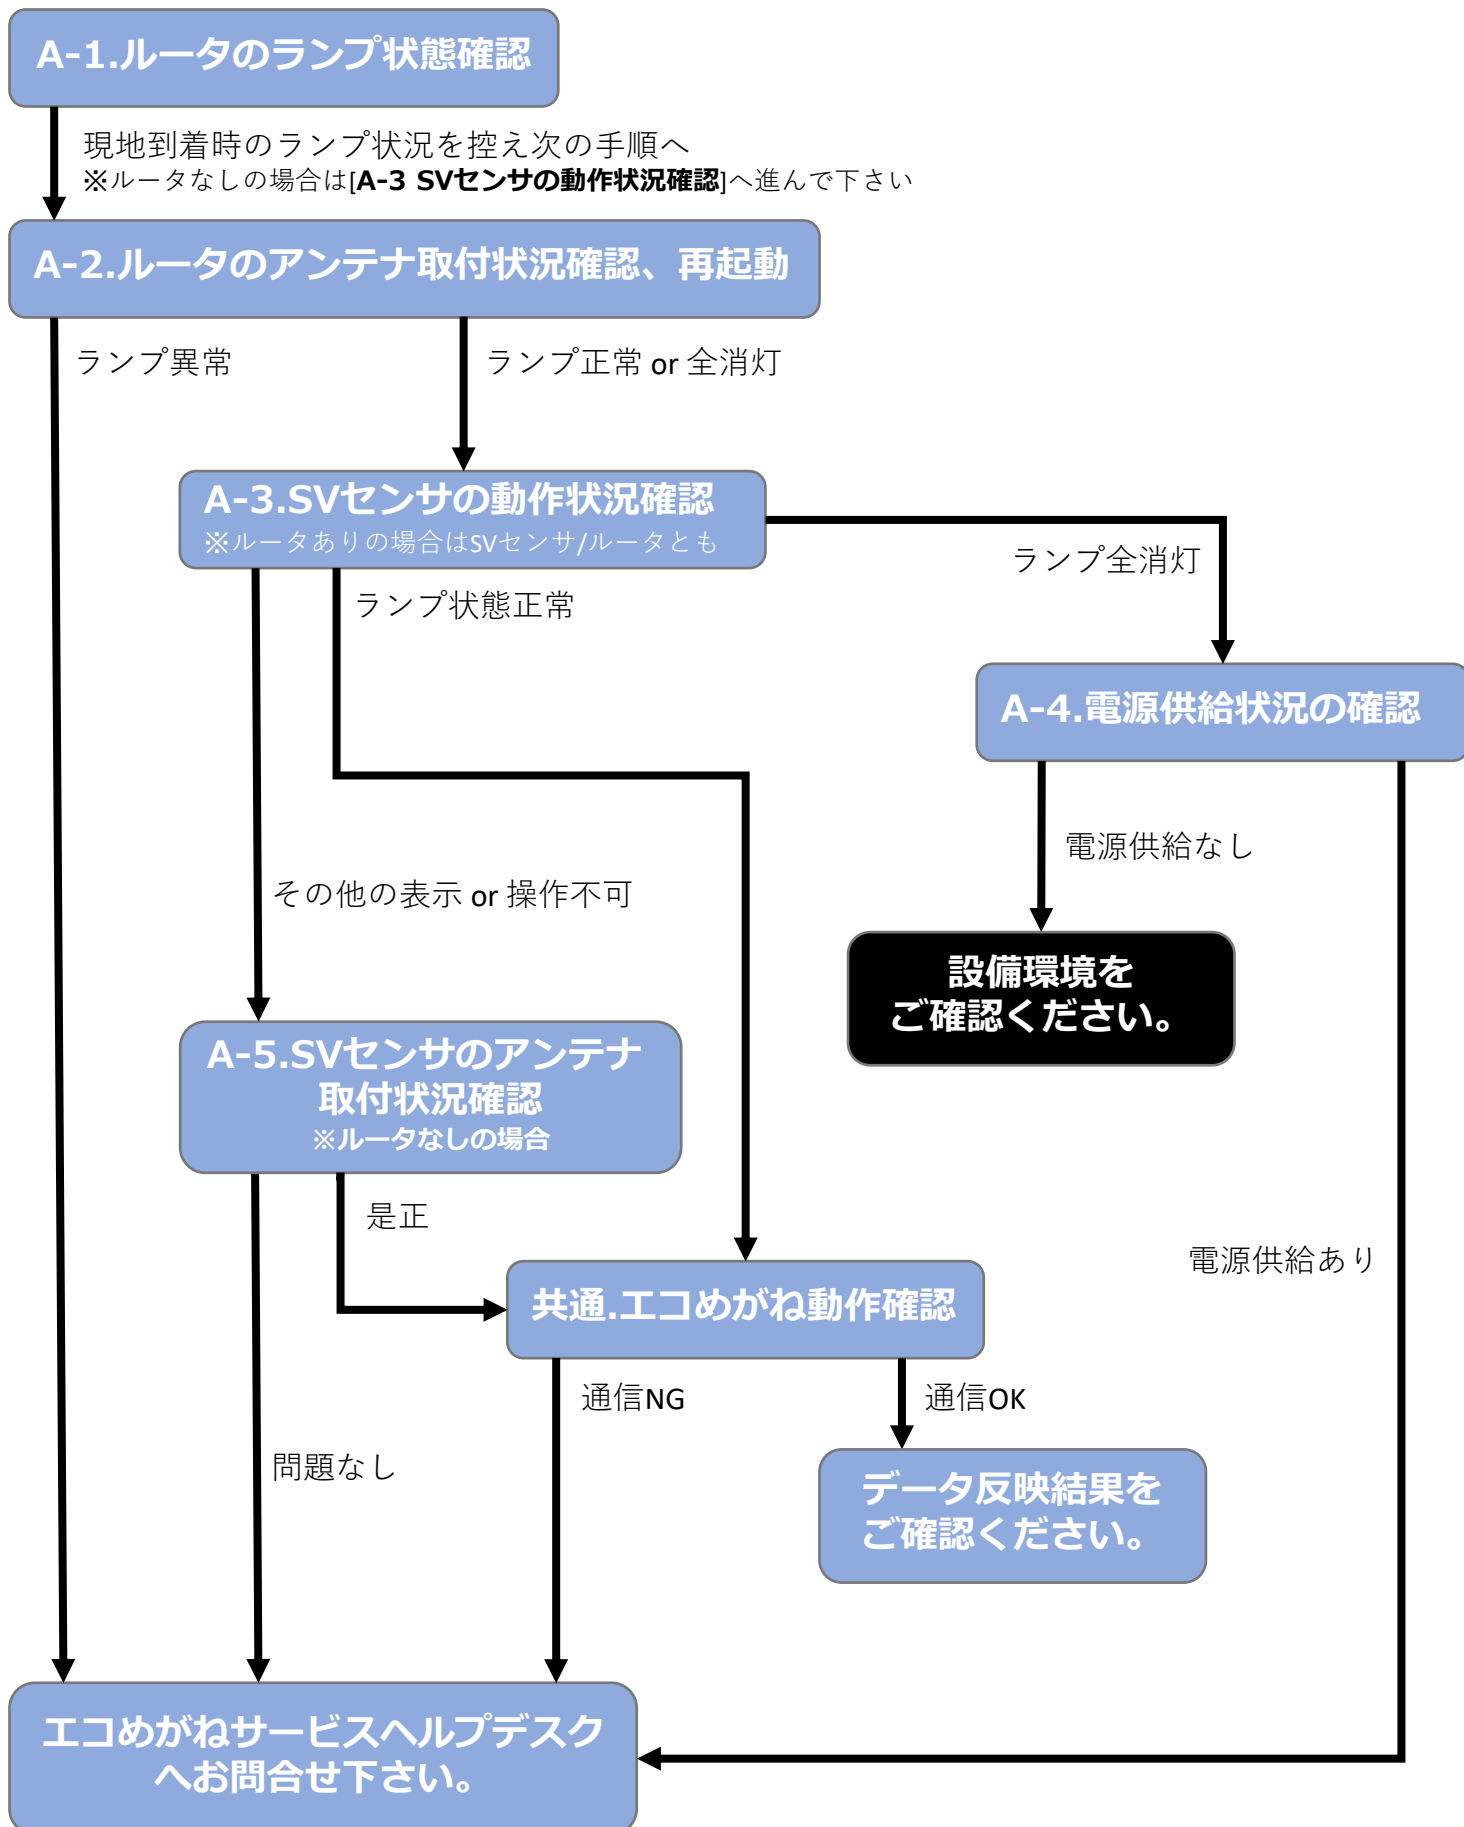 A-1.ルータのランプ状態確認
現地到着時のランプ状況を控え次の手順へ
※ルータなしの場合は[A-3 SVセンサの動作状況確認]へ進んで下さい
A-2.ルータのアンテナ取付状況確認、再起動
ランプ異常
ランプ正常 or 全消灯
A-3.SVセンサの動作状況確認
※ルータありの場合はSVセンサ/ルータとも
ランプ全消灯
ランプ状態正常
A-4.電源供給状況の確認
電源供給なし
その他の表示 or 操作不可
設備環境を
ご確認ください。
A-5.SVセンサのアンテナ
取付状況確認
※ルータなしの場合
是正
電源供給あり
共通.エコめがね動作確認
通信NG
通信OK
問題なし
データ反映結果を
ご確認ください。
エコめがねサービスヘルプデスク
へお問合せ下さい。